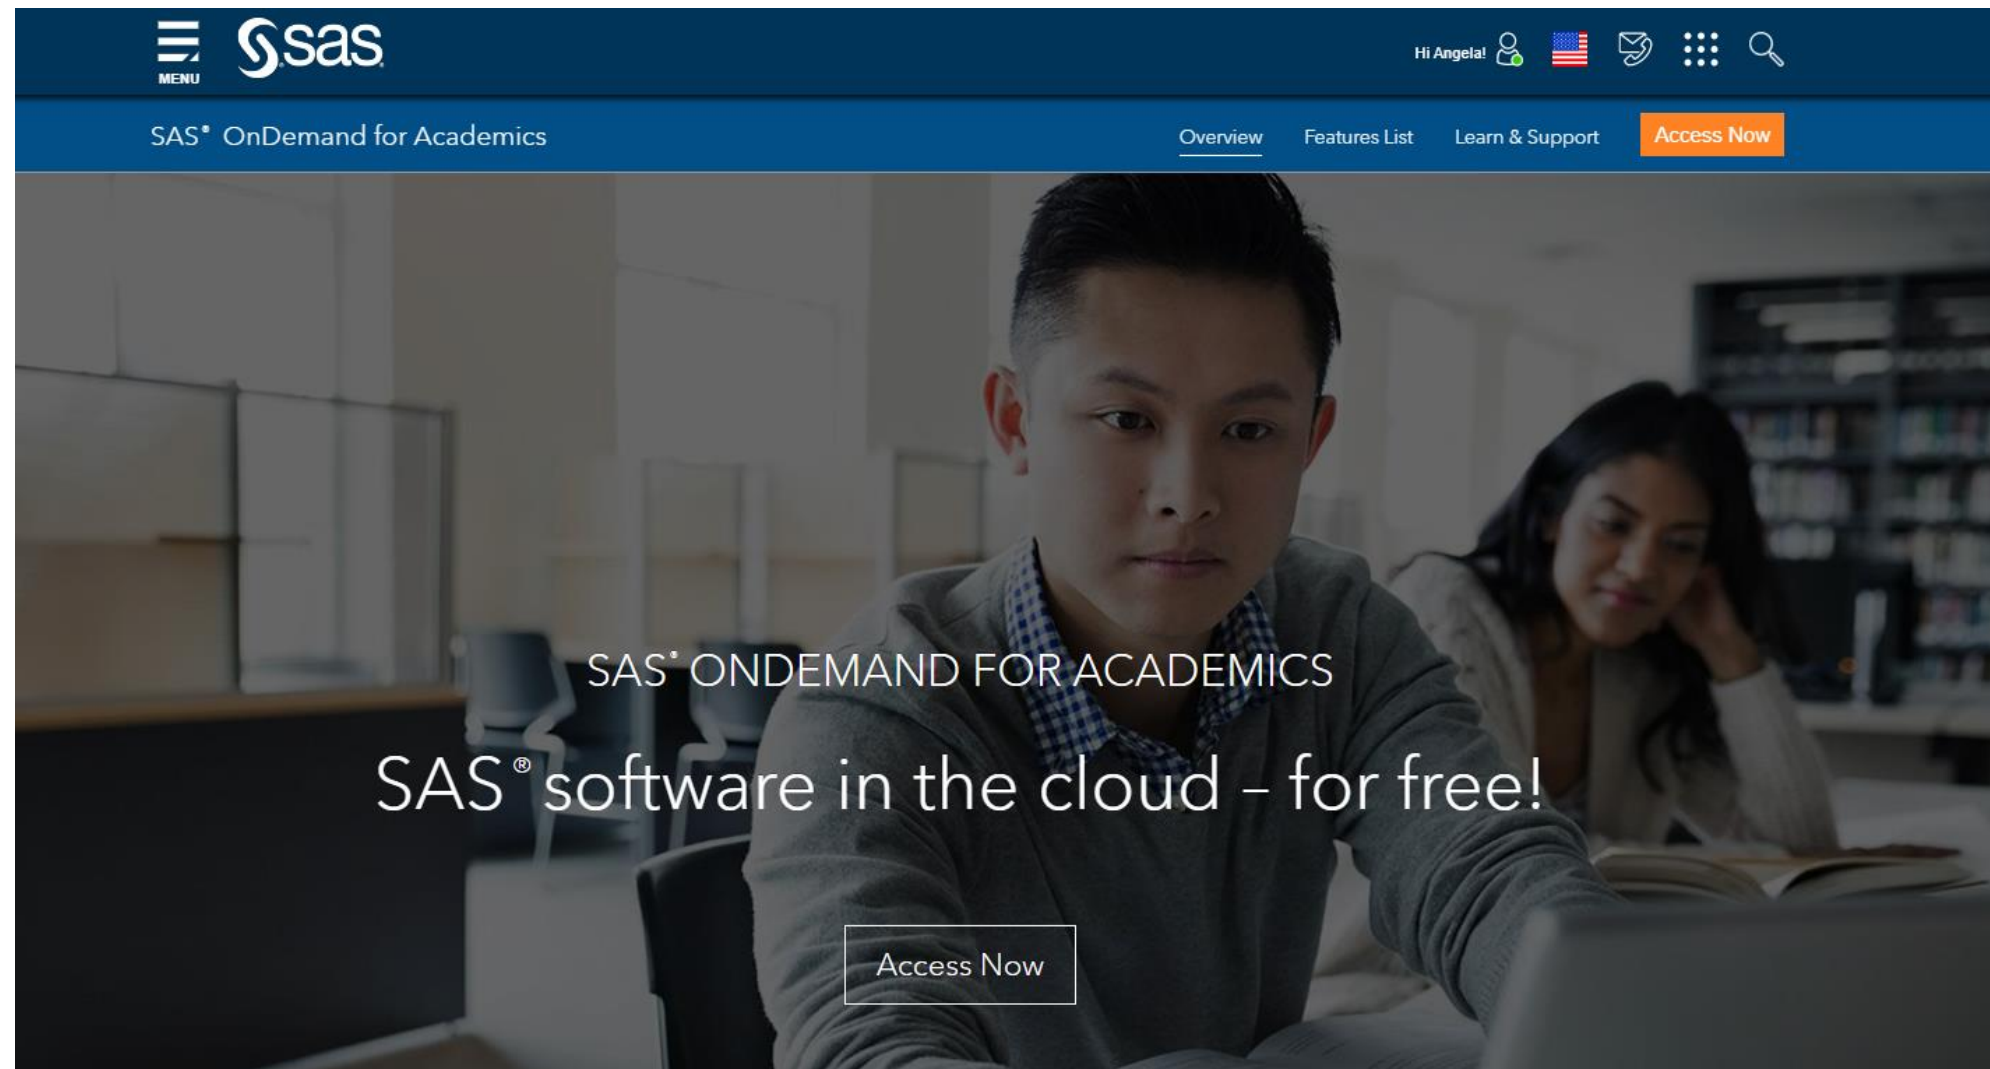 MENU
sas
Hi Angela!
SAS® OnDemand for Academics
Overview
Features List
Learn & Support
Access Now
SAS® ONDEMAND FOR ACADEMICS
SAS® software in the cloud – for free!
Access Now